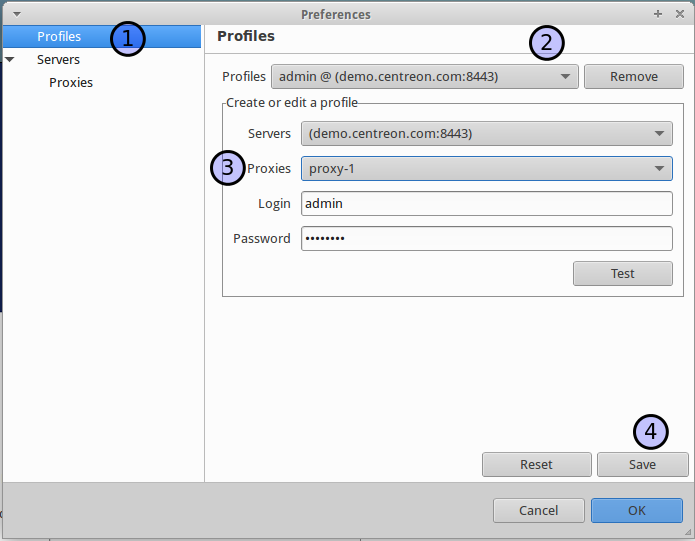 Preferences
Profiles
1
Servers
Proxies
Profiles
2
Profiles
admin @ (demo.centreon.com:8443)
Remove
Create or edit a profile
Servers
(demo.centreon.com:8443)
3
Proxies
proxy-1
Login
admin
Password
••••••••
Test
4
Reset
Save
Cancel
OK